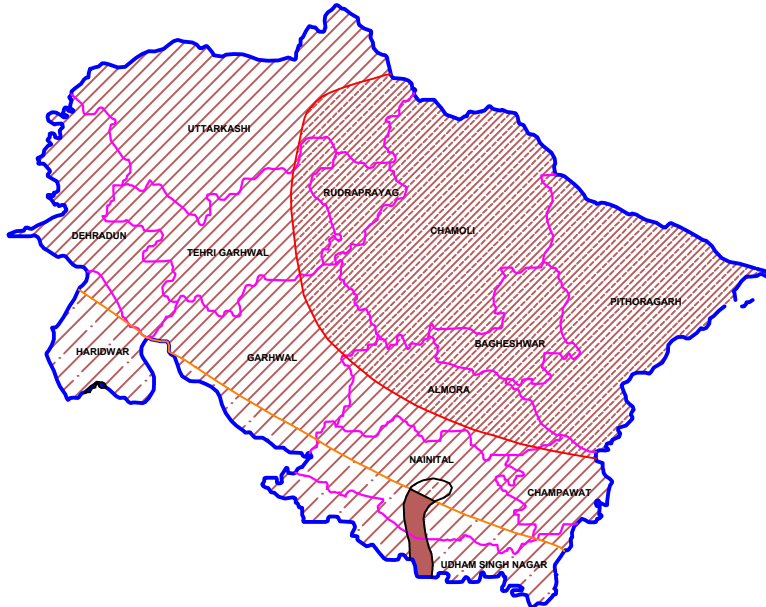 UTTARKASHI
RUDRAPRAYAG
CHAMOLI
DEHRADUN
TEHRI GARHWAL
PITHORAGARH
BAGHESHWAR
HARIDWAR
GARHWAL
ALMORA
NAINITAL
CHAMPAWAT
UDHAM SINGH NAGAR